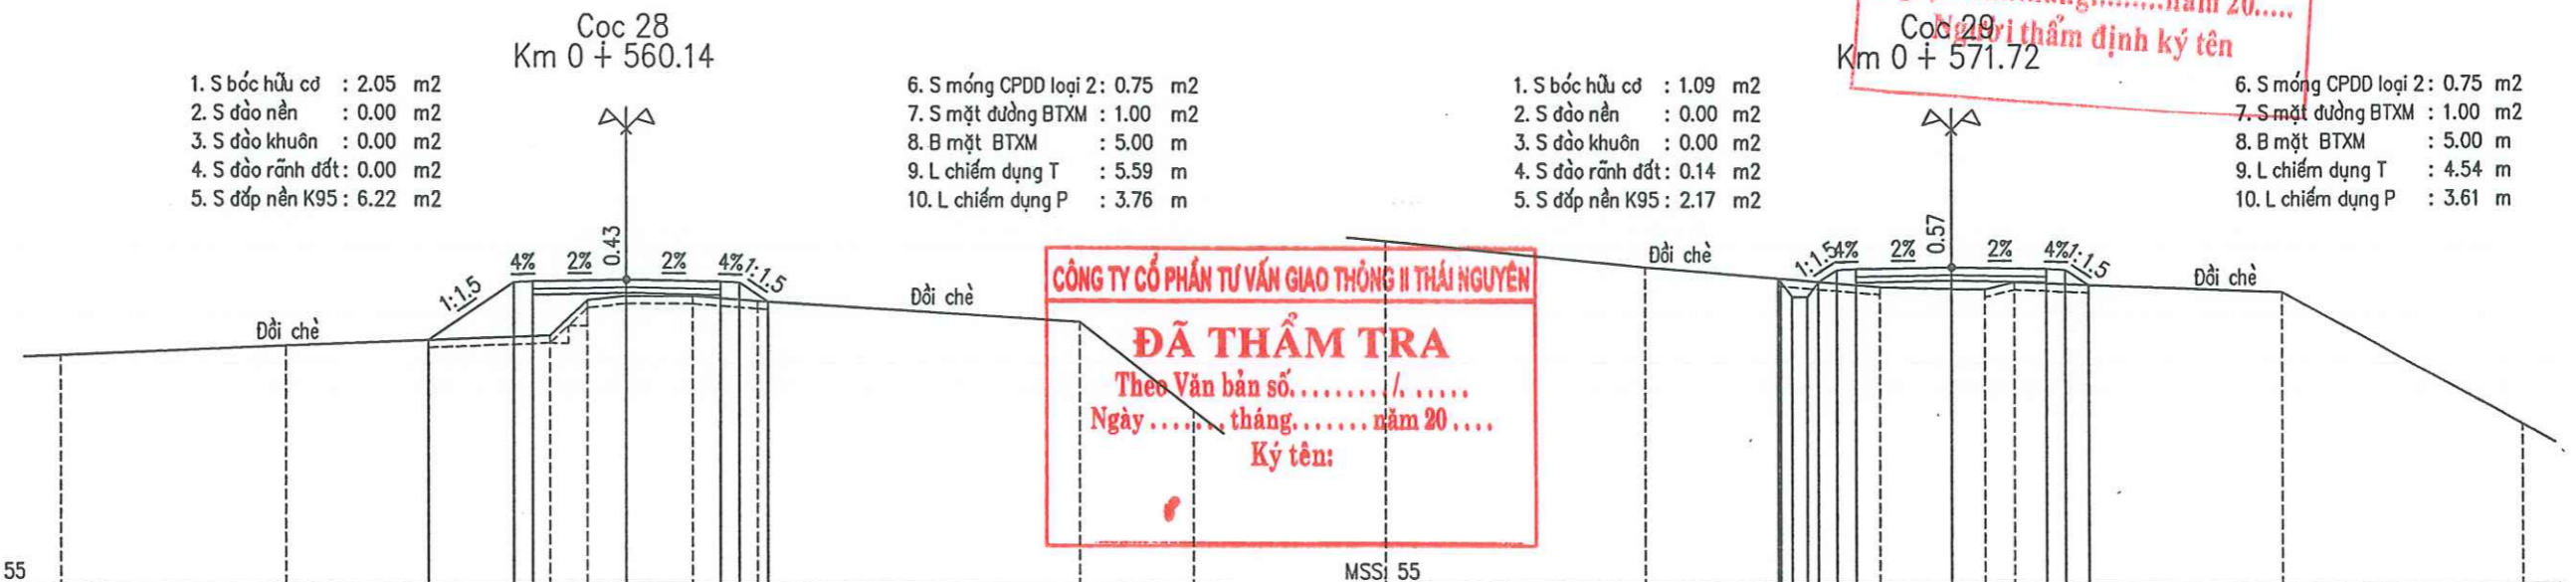 Cọc 28
Km 0 + 560.14
1. S bóc hữu cơ : 2.05 m2
2. S đào nền : 0.00 m2
3. S đào khuôn : 0.00 m2
4. S đào rãnh đất: 0.00 m2
5. S đắp nền K95 : 6.22 m2
6. S móng CPDD loại 2: 0.75 m2
7. S mặt đường BTXM : 1.00 m2
8. B mặt BTXM : 5.00 m
9. L chiếm dụng T : 5.59 m
10. L chiếm dụng P : 3.76 m
0.43
1:1.5
4%
2%
2%
4%
1:1.5
Đồi chè
Đồi chè
55
CÔNG TY CỔ PHẦN TƯ VẤN GIAO THÔNG II THÁI NGUYÊN
ĐÃ THẨM TRA
Theo Văn bản số........./. ......
Ngày ....... tháng....... năm 20 ....
Ký tên:
năm 20.....
Người thẩm định ký tên
Cọc 29
Km 0 + 571.72
1. S bóc hữu cơ : 1.09 m2
2. S đào nền : 0.00 m2
3. S đào khuôn : 0.00 m2
4. S đào rãnh đất: 0.14 m2
5. S đắp nền K95 : 2.17 m2
6. S móng CPDD loại 2: 0.75 m2
7. S mặt đường BTXM : 1.00 m2
8. B mặt BTXM : 5.00 m
9. L chiếm dụng T : 4.54 m
10. L chiếm dụng P : 3.61 m
0.57
Đồi chè
1:1.5
4%
2%
2%
4%
1:1.5
Đồi chè
MSS 55